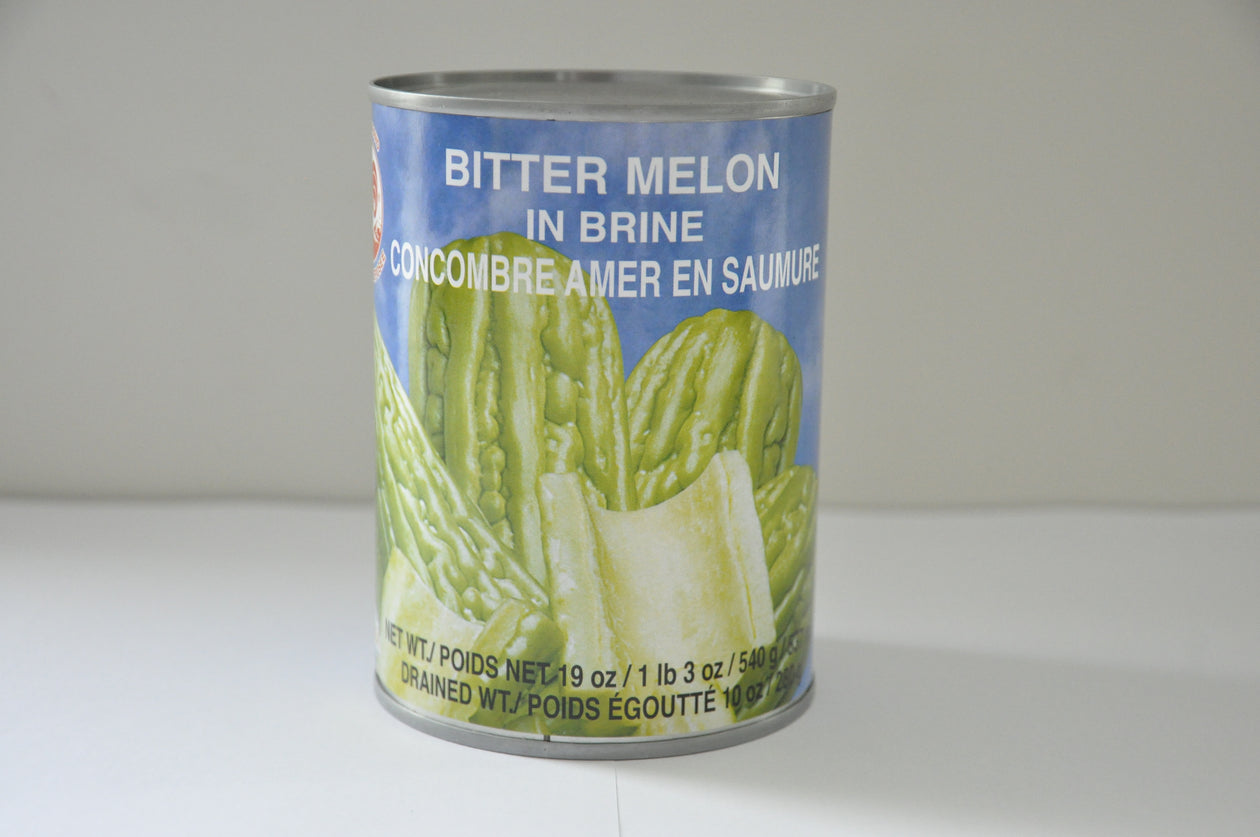 BITTER MELON
IN BRINE
CONCOMBRE AMER EN SAUMURE
NET WT./ POIDS NET 19 oz / 1 lb 3 oz / 540 g /
DRAINED WT./ POIDS ÉGOUTTÉ 10 oz /